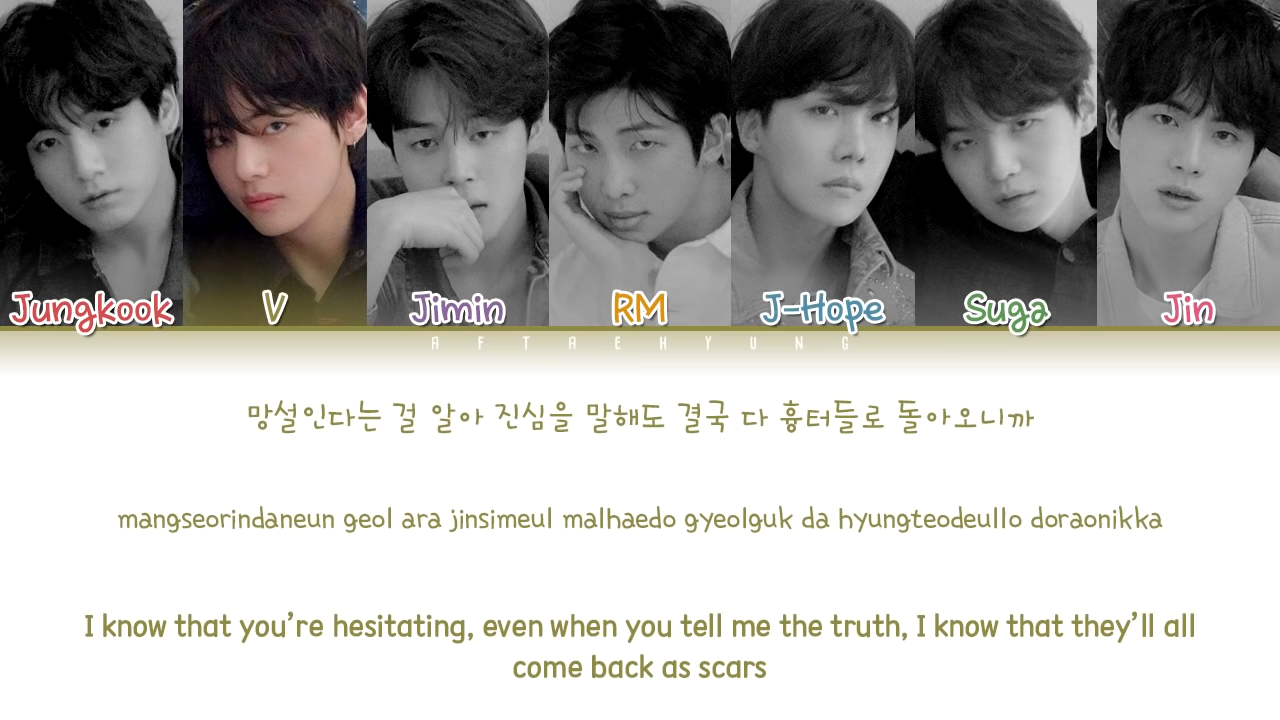 Jungkook V Jimin RM J-Hope Suga Jin
AFTAEHYUNG
망설인다는 걸 알아 진심을 말해도 결국 다 흉터들로 돌아오니까
mangseorindaneun geol ara jinsimeul malhaedo gyeolguk da hyungteodeullo doraonikka
I know that you’re hesitating, even when you tell me the truth, I know that they’ll all
come back as scars